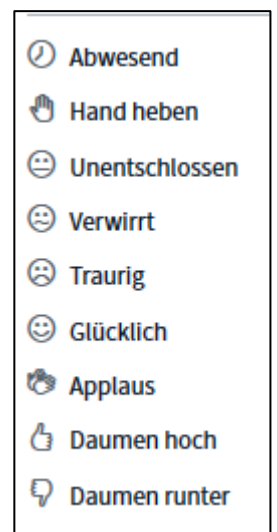 Abwesend
Hand heben
Unentschlossen
Verwirrt
Traurig
Glücklich
Applaus
Daumen hoch
Daumen runter